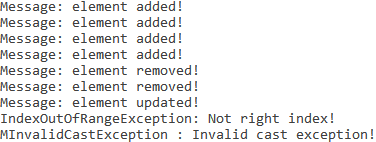 Message: element added!
Message: element added!
Message: element added!
Message: element added!
Message: element removed!
Message: element removed!
Message: element updated!
IndexOutOfRangeException: Not right index!
MInvalidCastException : Invalid cast exception!